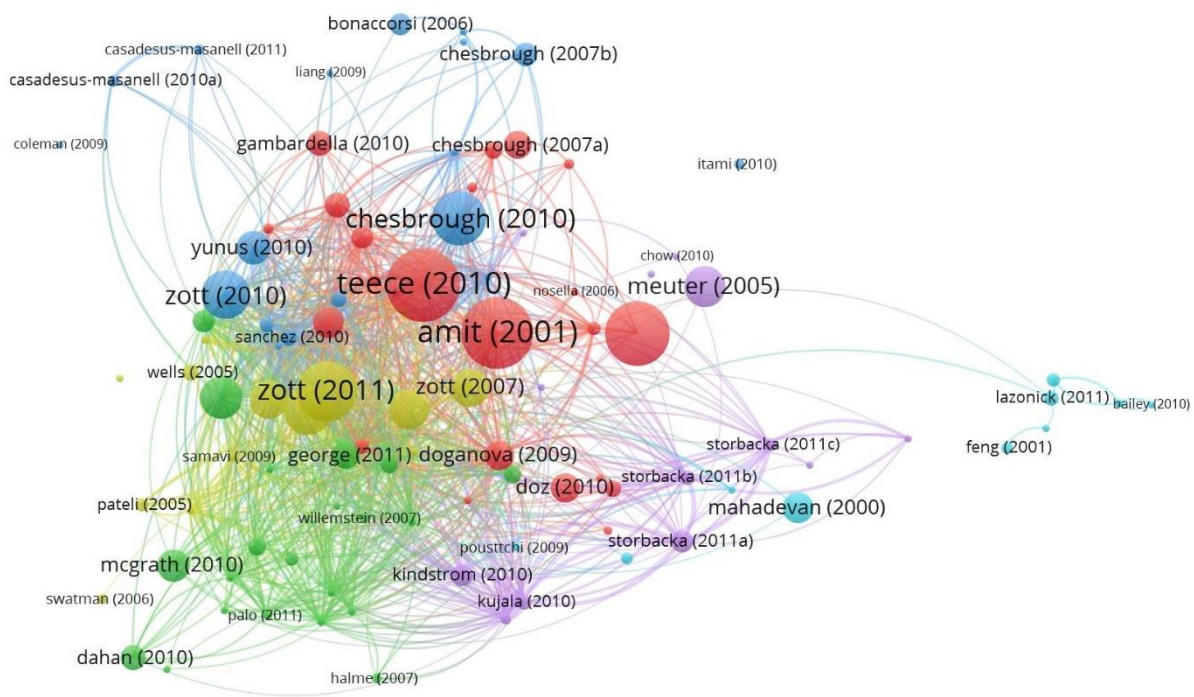 bonaccorsi (2006)
casadesus-masanell (2011)
chesbrough (2007b)
liang (2009)
casadesus-masanell (2010a)
coleman (2009)
gambardella (2010)
chesbrough (2007a)
itami (2010)
chesbrough (2010)
yunus (2010)
chow (2010)
teece (2010)
meuter (2005)
zott (2010)
nosella (2006)
amit (2001)
sanchez (2010)
wells (2005)
zott (2011)
zott (2007)
lazonick (2011)
bailey (2010)
storbacka (2011c)
feng (2001)
samavi (2009)
george (2011)
doganova (2009)
storbacka (2011b)
doz (2010)
pateli (2005)
mahadevan (2000)
willemstein (2007)
storbacka (2011a)
pousttchi (2009)
mcgrath (2010)
kindstrom (2010)
swatman (2006)
kujala (2010)
palo (2011)
dahan (2010)
halme (2007)